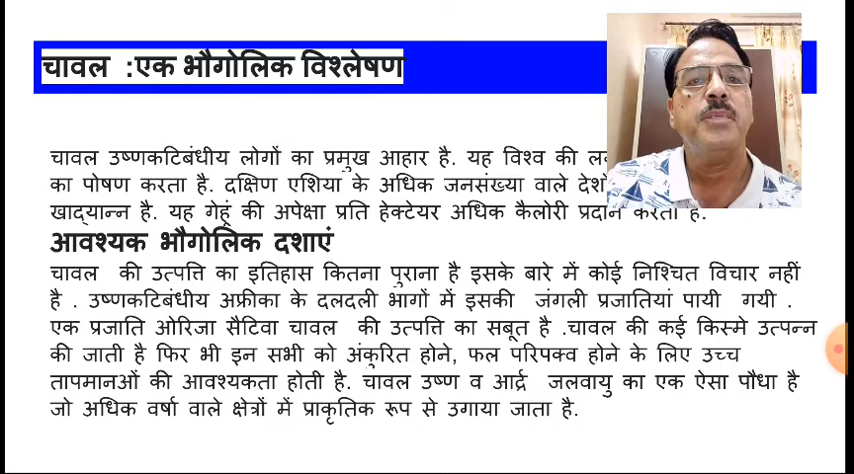 चावल :एक भौगोलिक विश्लेषण
चावल उष्णकटिबंधीय लोगों का प्रमुख आहार है. यह विश्व की
का पोषण करता है. दक्षिण एशिया के अधिक जनसंख्या वाले
खाद्यान्न है. यह गेहूं की अपेक्षा प्रति हेक्टेयर अधिक कैलोरी प्रदान करता है.
आवश्यक भौगोलिक दशाएं
चावल की उत्पत्ति का इतिहास कितना पुराना है इसके बारे में कोई निश्चित विचार नहीं
है . उष्णकटिबंधीय अफ्रीका के दलदली भागों में इसकी जंगली प्रजातियां पायी गयी .
एक प्रजाति ओरिजा सैटिवा चावल की उत्पत्ति का सबूत है .चावल की कई किस्मे उत्पन्न
की जाती है फिर भी इन सभी को अंकुरित होने, फल परिपक्व होने के लिए उच्च
तापमानओं की आवश्यकता होती है. चावल उष्ण व आर्द्र जलवायु का एक ऐसा पौधा है
जो अधिक वर्षा वाले क्षेत्रों में प्राकृतिक रूप से उगाया जाता है.